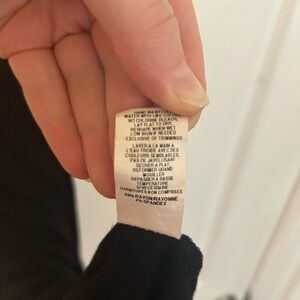 HAND WASH COLD
WATER WITH LIKE COLORS
NO CHLORINE BLEACH,
LAY FLAT TO DRY,
RESHAPE WHEN WET
LOW IRON IF NEEDED
EXCLUSIVE OF TRIMMINGS
LAVER A LA MAIN A
L'EAU FROIDE AVEC DES
COULEURS SEMBLABLES,
PAS DE JAVELLISANT
SECHER A PLAT
REFORMER QUAND
MOUILLER
REPASSER A BASSE
TEMPERATURE
SI NECESSAIRE
GARNITURES NON COMPRISES
RAYON/RAYONNE
SPANDEX